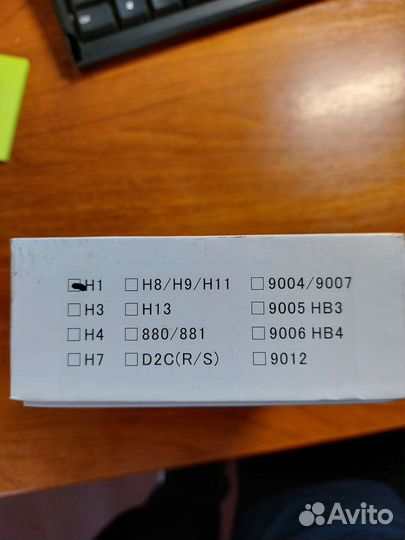 H1 H8/H9/H11 9004/9007
H3 H13 9005 HB3
H4 880/881 9006 HB4
H7 D2C(R/S) 9012
Avito